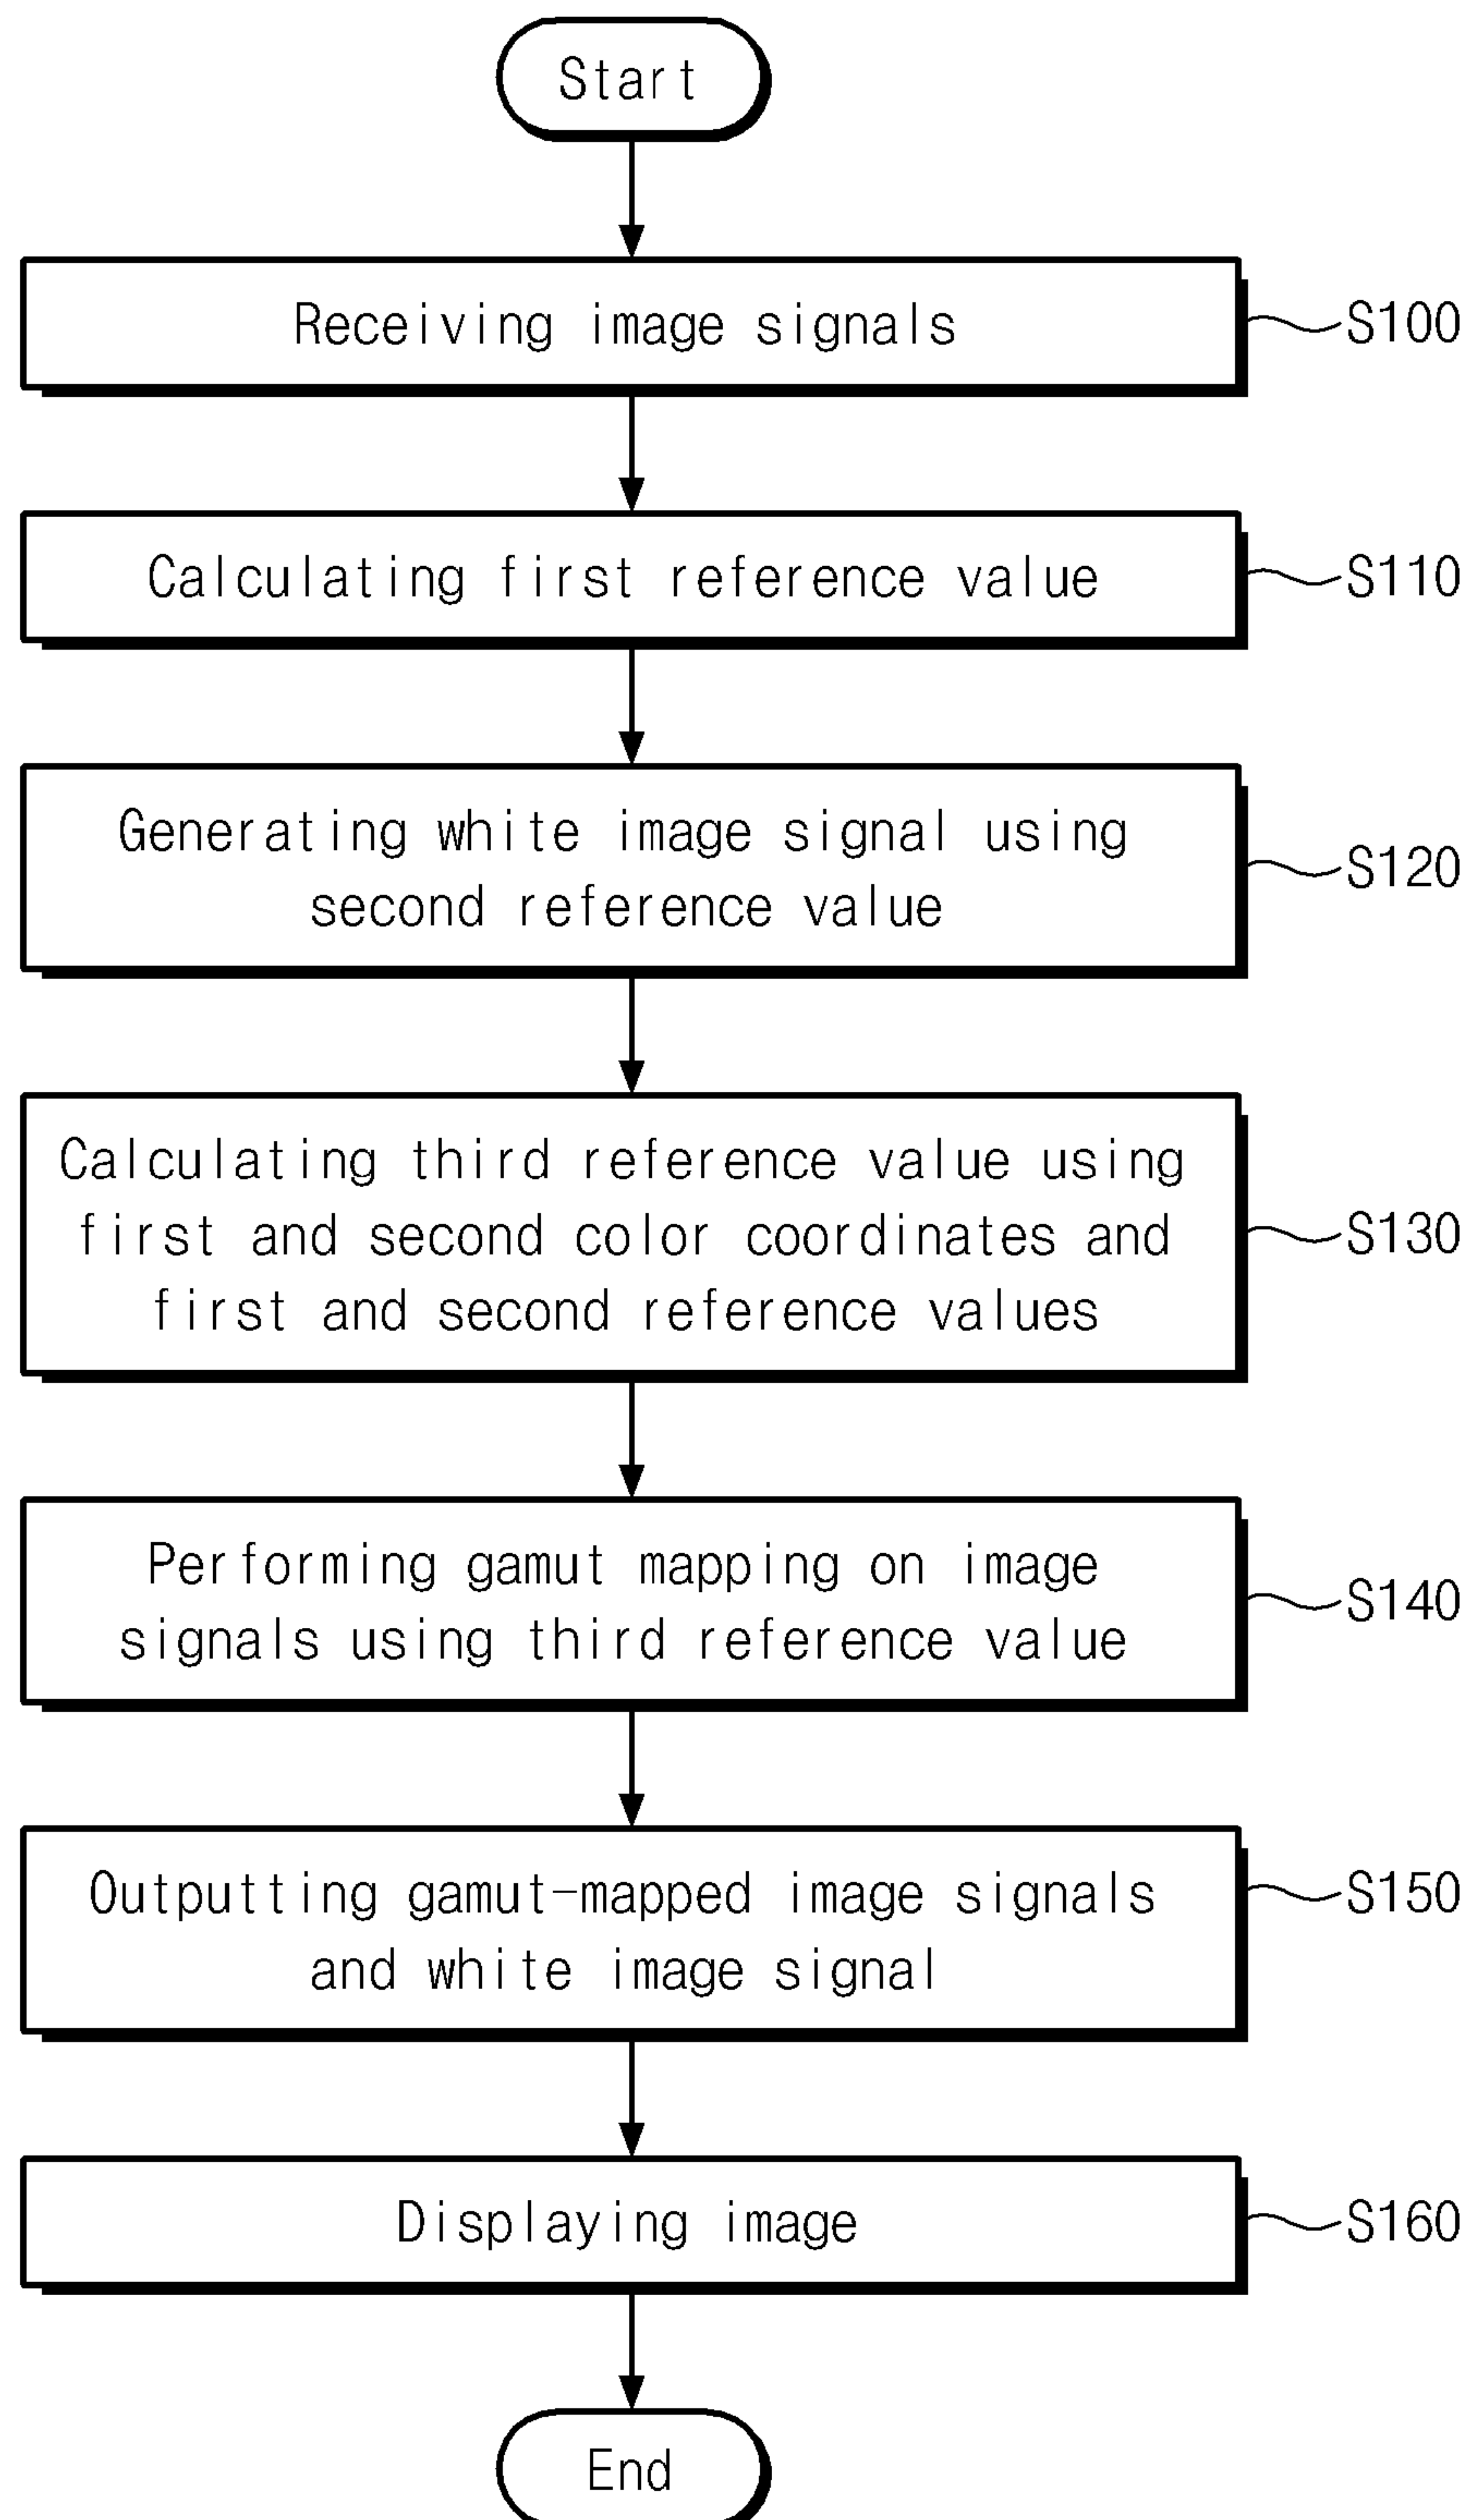 Start
Receiving image signals
S100
Calculating first reference value
S110
Generating white image signal using
second reference value
S120
Calculating third reference value using
first and second color coordinates and
first and second reference values
S130
Performing gamut mapping on image
signals using third reference value
S140
Outputting gamut-mapped image signals
and white image signal
S150
Displaying image
S160
End